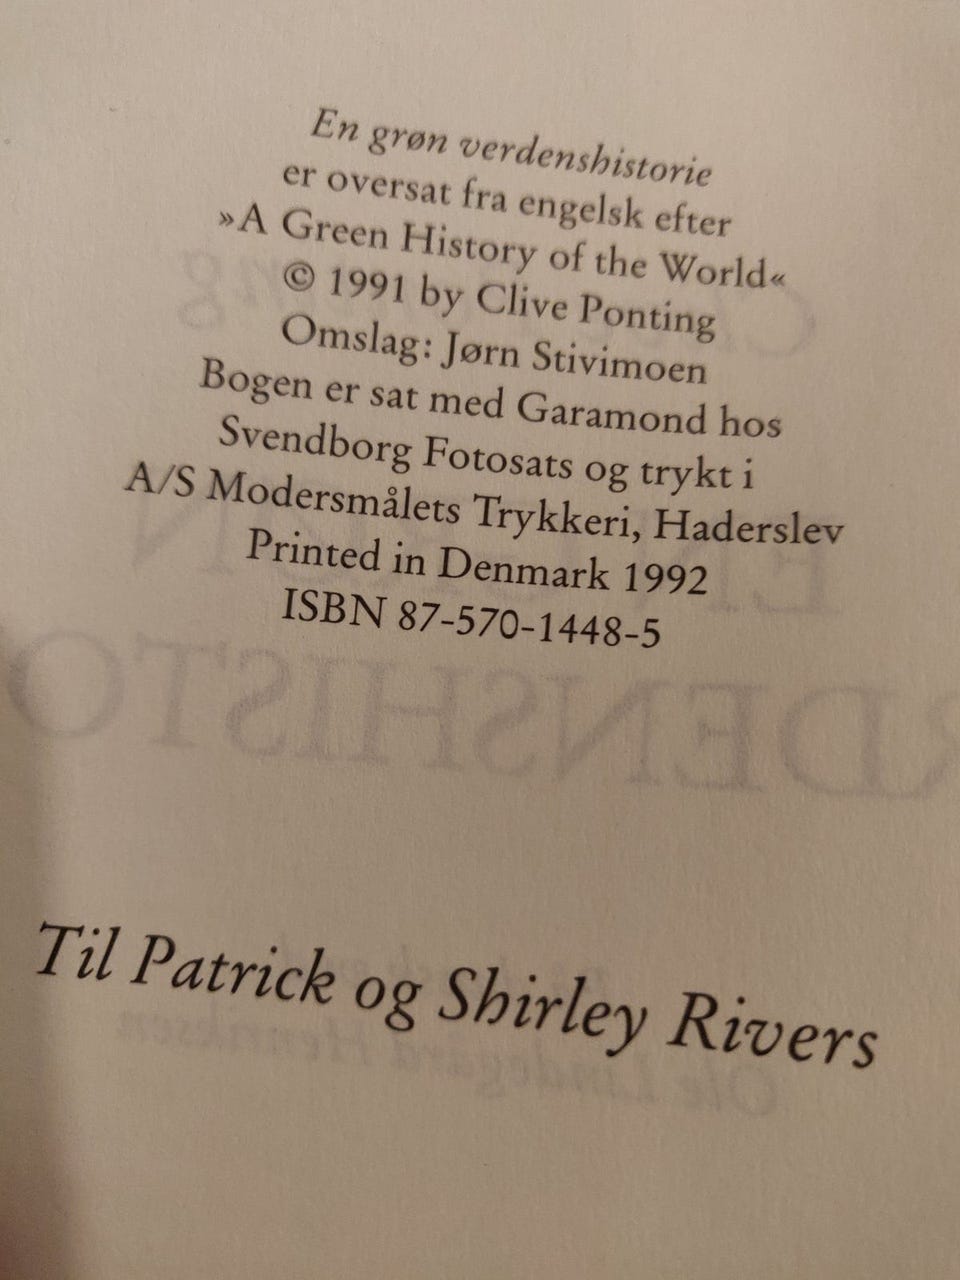 En grøn verdenshistorie
er oversat fra engelsk efter
»A Green History of the World«
© 1991 by Clive Ponting
Omslag: Jørn Stivimoen
Bogen er sat med Garamond hos
Svendborg Fotosats og trykt i
A/S Modersmålets Trykkeri, Haderslev
Printed in Denmark 1992
ISBN 87-570-1448-5
Til Patrick og Shirley Rivers